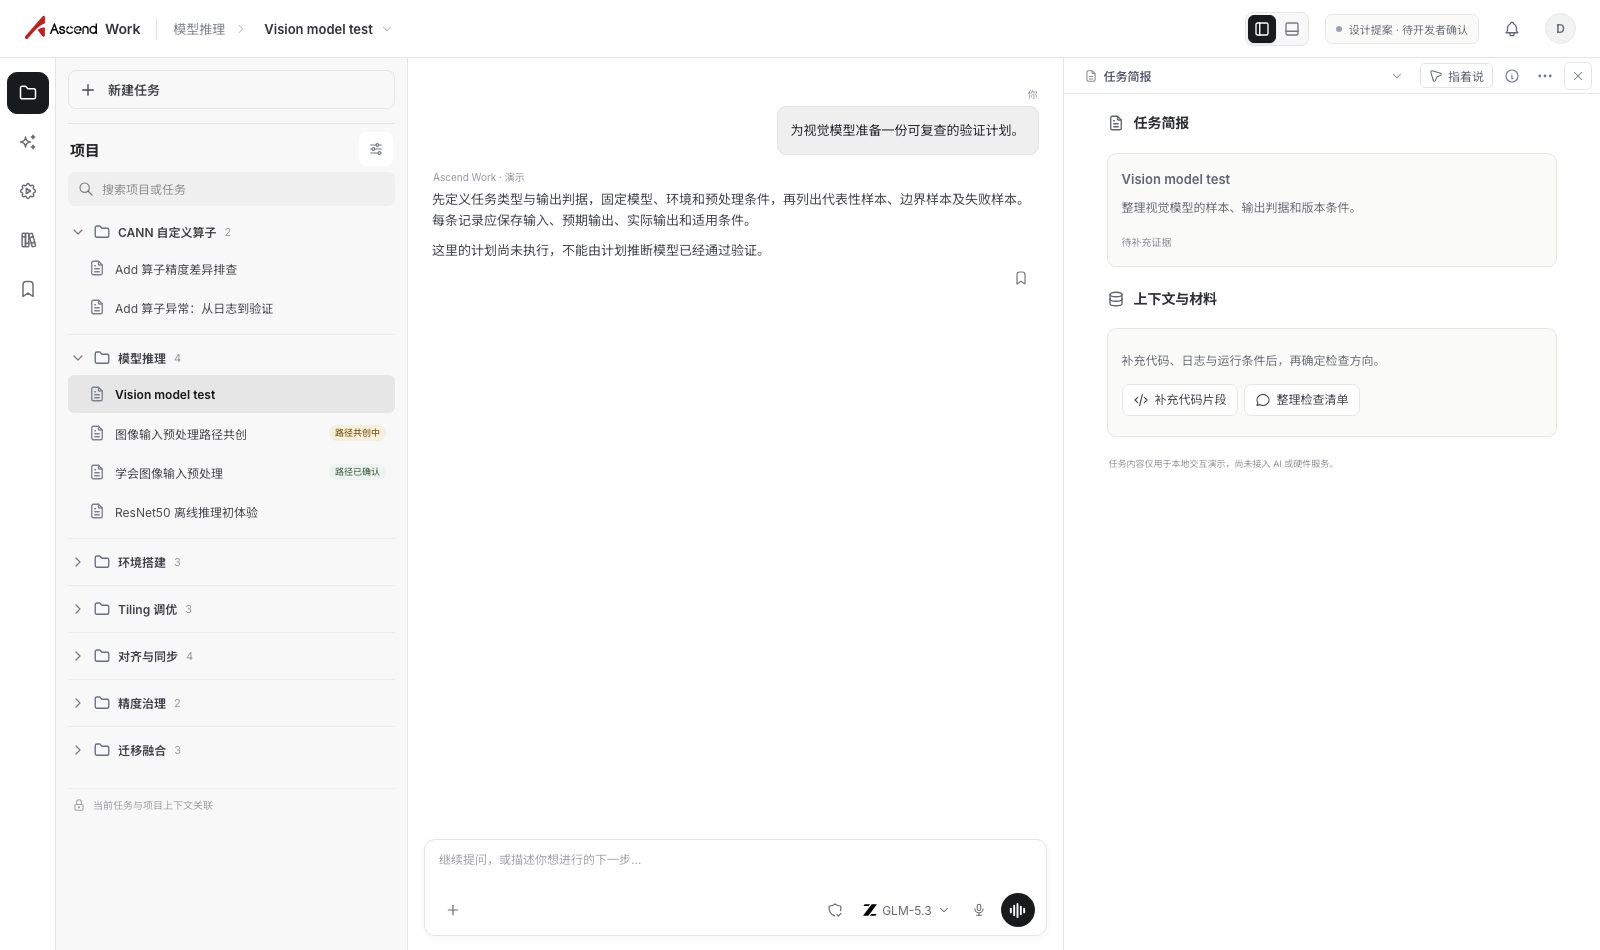 Ascend Work
模型推理
Vision model test
设计提案 · 待开发者确认
D
新建任务
项目
搜索项目或任务
CANN 自定义算子 2
Add 算子精度差异排查
Add 算子异常：从日志到验证
模型推理 4
Vision model test
图像输入预处理路径共创 路径共创中
学会图像输入预处理 路径已确认
ResNet50 离线推理初体验
环境搭建 3
Tiling 调优 3
对齐与同步 4
精度治理 2
迁移融合 3
当前任务与项目上下文关联
你
为视觉模型准备一份可复查的验证计划。
Ascend Work · 演示
先定义任务类型与输出判据，固定模型、环境和预处理条件，再列出代表性样本、边界样本及失败样本。
每条记录应保存输入、预期输出、实际输出和适用条件。
这里的计划尚未执行，不能由计划推断模型已经通过验证。
继续提问，或描述你想进行的下一步...
GLM-5.3
任务简报
指着说
任务简报
Vision model test
整理视觉模型的样本、输出判据和版本条件。
待补充证据
上下文与材料
补充代码、日志与运行条件后，再确定检查方向。
补充代码片段
整理检查清单
任务内容仅用于本地交互演示，尚未接入 AI 或硬件服务。